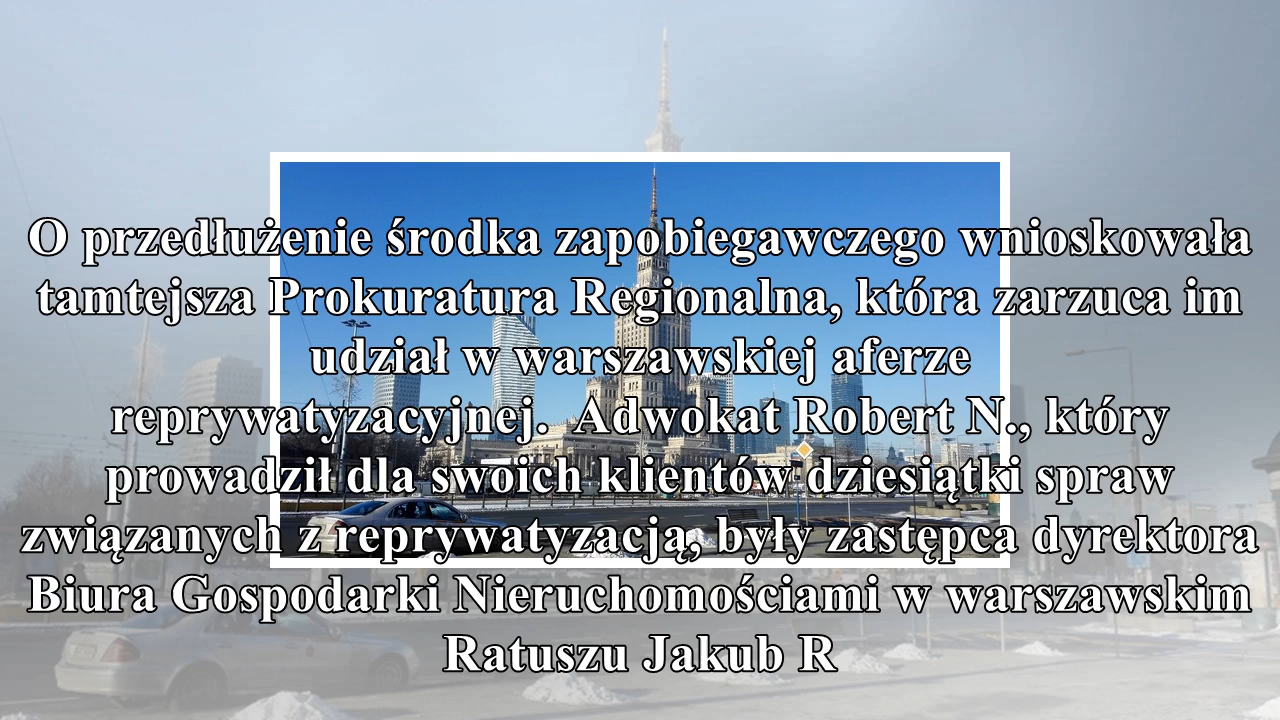 O przedłużenie środka zapobiegawczego wnioskowała
tamtejsza Prokuratura Regionalna, która zarzuca im
udział w warszawskiej aferze
reprywatyzacyjnej.  Adwokat Robert N., który
prowadził dla swoich klientów dziesiątki spraw
związanych z reprywatyzacją, były zastępca dyrektora
Biura Gospodarki Nieruchomościami w warszawskim
Ratuszu Jakub R